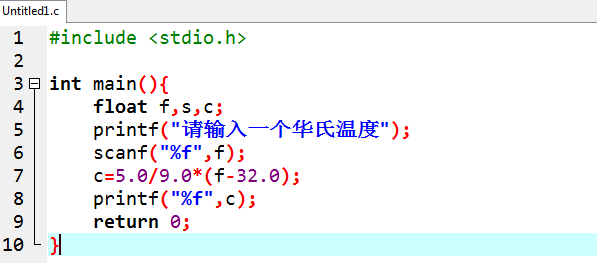 Untitled1.c
1 #include <stdio.h>
2
3 int main(){
4 float f,s,c;
5 printf("请输入一个华氏温度");
6 scanf("%f",f);
7 c=5.0/9.0*(f-32.0);
8 printf("%f",c);
9 return 0;
10 }